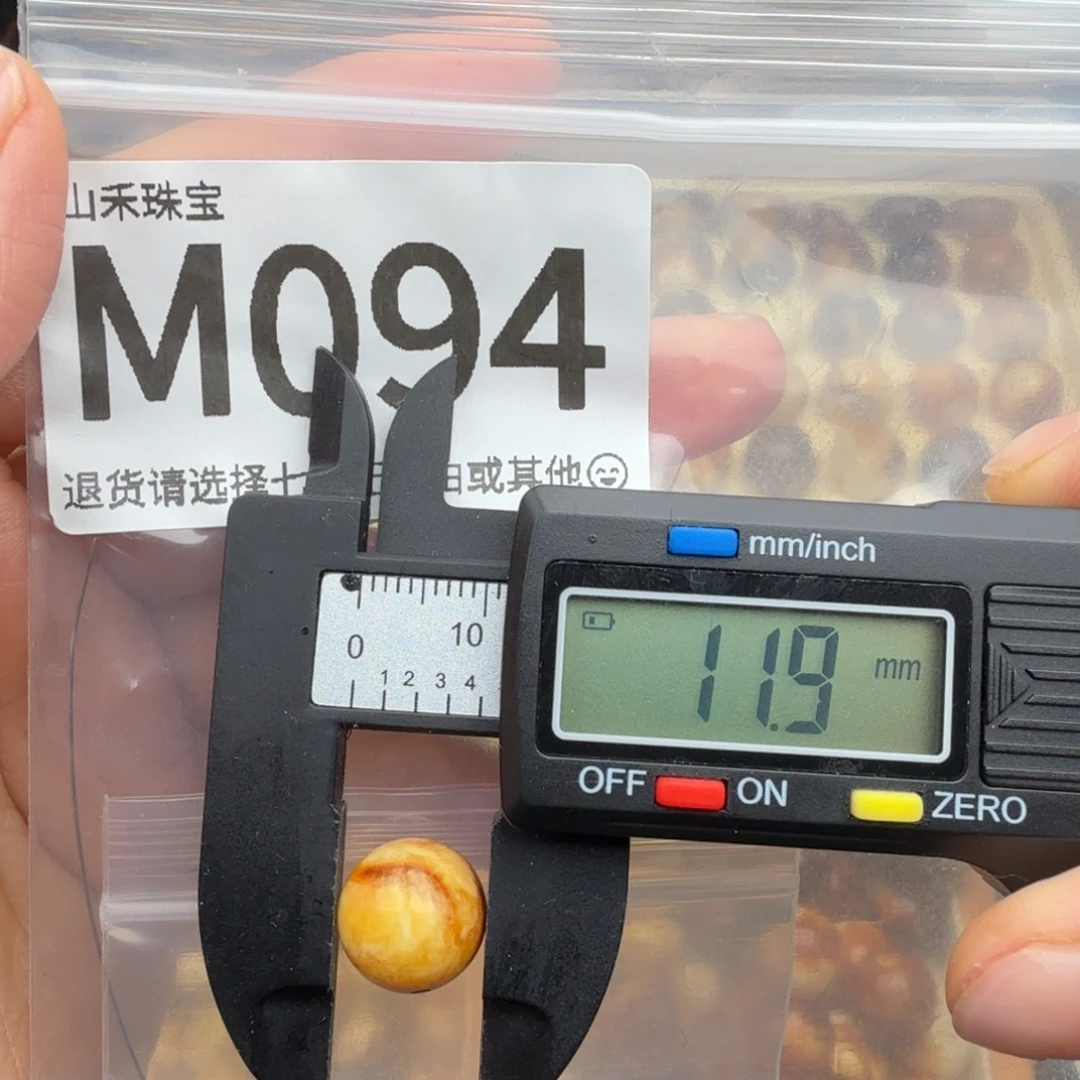 山禾珠宝
M094
退货请选择七 或其他
mm/inch
0 10
1 2 3 4
11.9 mm
OFF ON ZERO